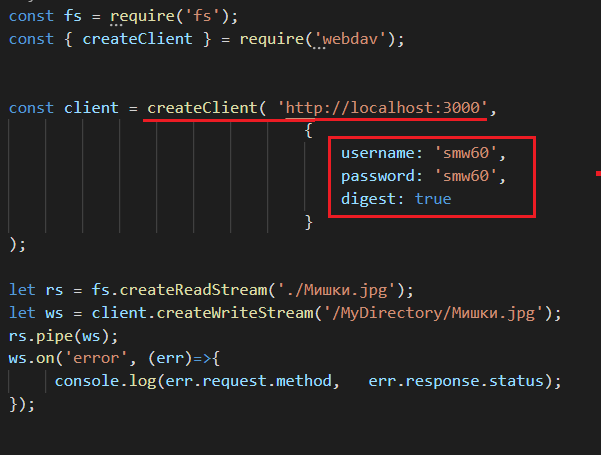 const fs = require('fs');
const { createClient } = require('webdav');
const client = createClient( 'http://localhost:3000',
{
username: 'smw60',
password: 'smw60',
digest: true
}
);
let rs = fs.createReadStream('./Мишки.jpg');
let ws = client.createWriteStream('/MyDirectory/Мишки.jpg');
rs.pipe(ws);
ws.on('error', (err)=>{
console.log(err.request.method, err.response.status);
});